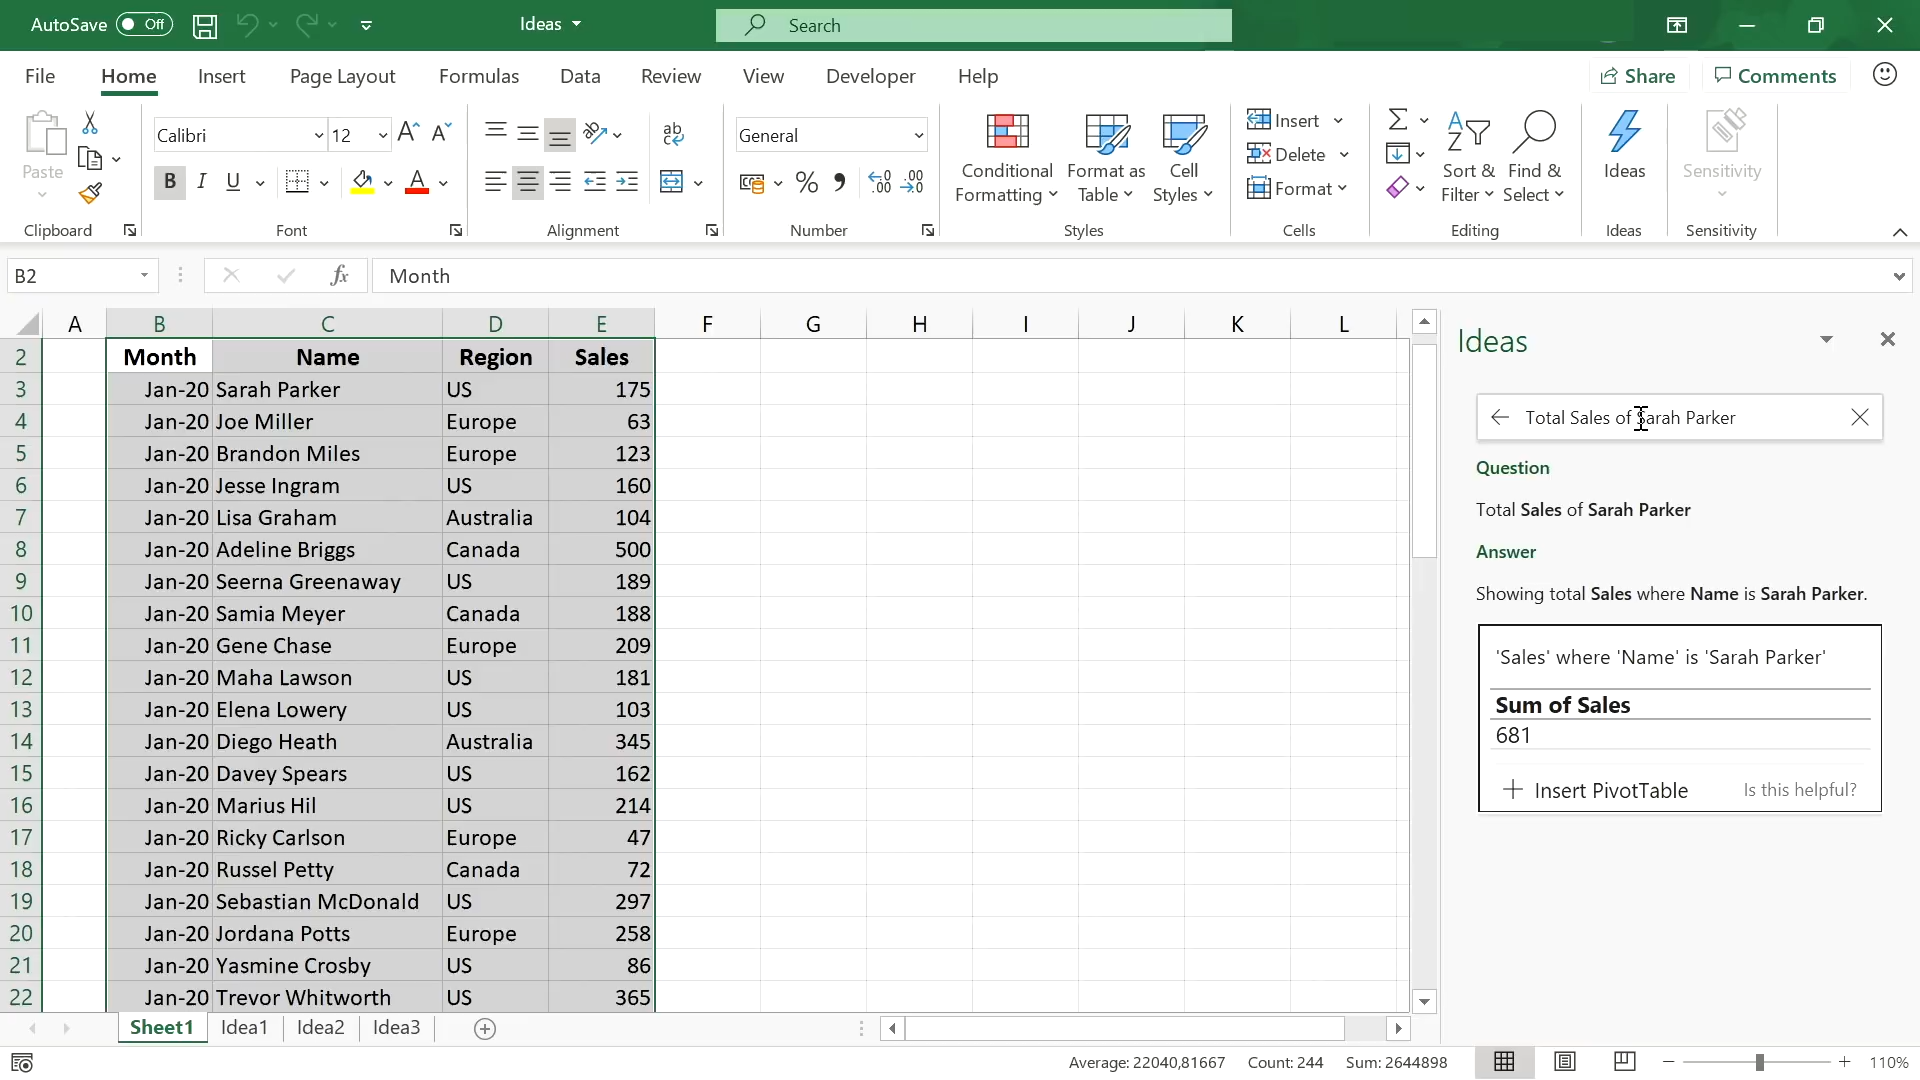 AutoSave Off
Ideas
Search
File Home Insert Page Layout Formulas Data Review View Developer Help
Share Comments
Paste
Calibri 12
B I U A
ab
General
% 9
Conditional Formatting
Format as Table
Cell Styles
Insert
Delete
Format
Sort & Filter
Find & Select
Ideas
Sensitivity
Clipboard Font Alignment Number Styles Cells Editing Ideas Sensitivity
B2 fx Month
A B C D E F G H I J K L
2 Month Name Region Sales
3 Jan-20 Sarah Parker US 175
4 Jan-20 Joe Miller Europe 63
5 Jan-20 Brandon Miles Europe 123
6 Jan-20 Jesse Ingram US 160
7 Jan-20 Lisa Graham Australia 104
8 Jan-20 Adeline Briggs Canada 500
9 Jan-20 Seerna Greenaway US 189
10 Jan-20 Samia Meyer Canada 188
11 Jan-20 Gene Chase Europe 209
12 Jan-20 Maha Lawson US 181
13 Jan-20 Elena Lowery US 103
14 Jan-20 Diego Heath Australia 345
15 Jan-20 Davey Spears US 162
16 Jan-20 Marius Hil US 214
17 Jan-20 Ricky Carlson Europe 47
18 Jan-20 Russel Petty Canada 72
19 Jan-20 Sebastian McDonald US 297
20 Jan-20 Jordana Potts Europe 258
21 Jan-20 Yasmine Crosby US 86
22 Jan-20 Trevor Whitworth US 365
Ideas
Total Sales of Sarah Parker
Question
Total Sales of Sarah Parker
Answer
Showing total Sales where Name is Sarah Parker.
'Sales' where 'Name' is 'Sarah Parker'
Sum of Sales
681
Insert PivotTable Is this helpful?
Sheet1 Idea1 Idea2 Idea3
Average: 22040,81667 Count: 244 Sum: 2644898
110%